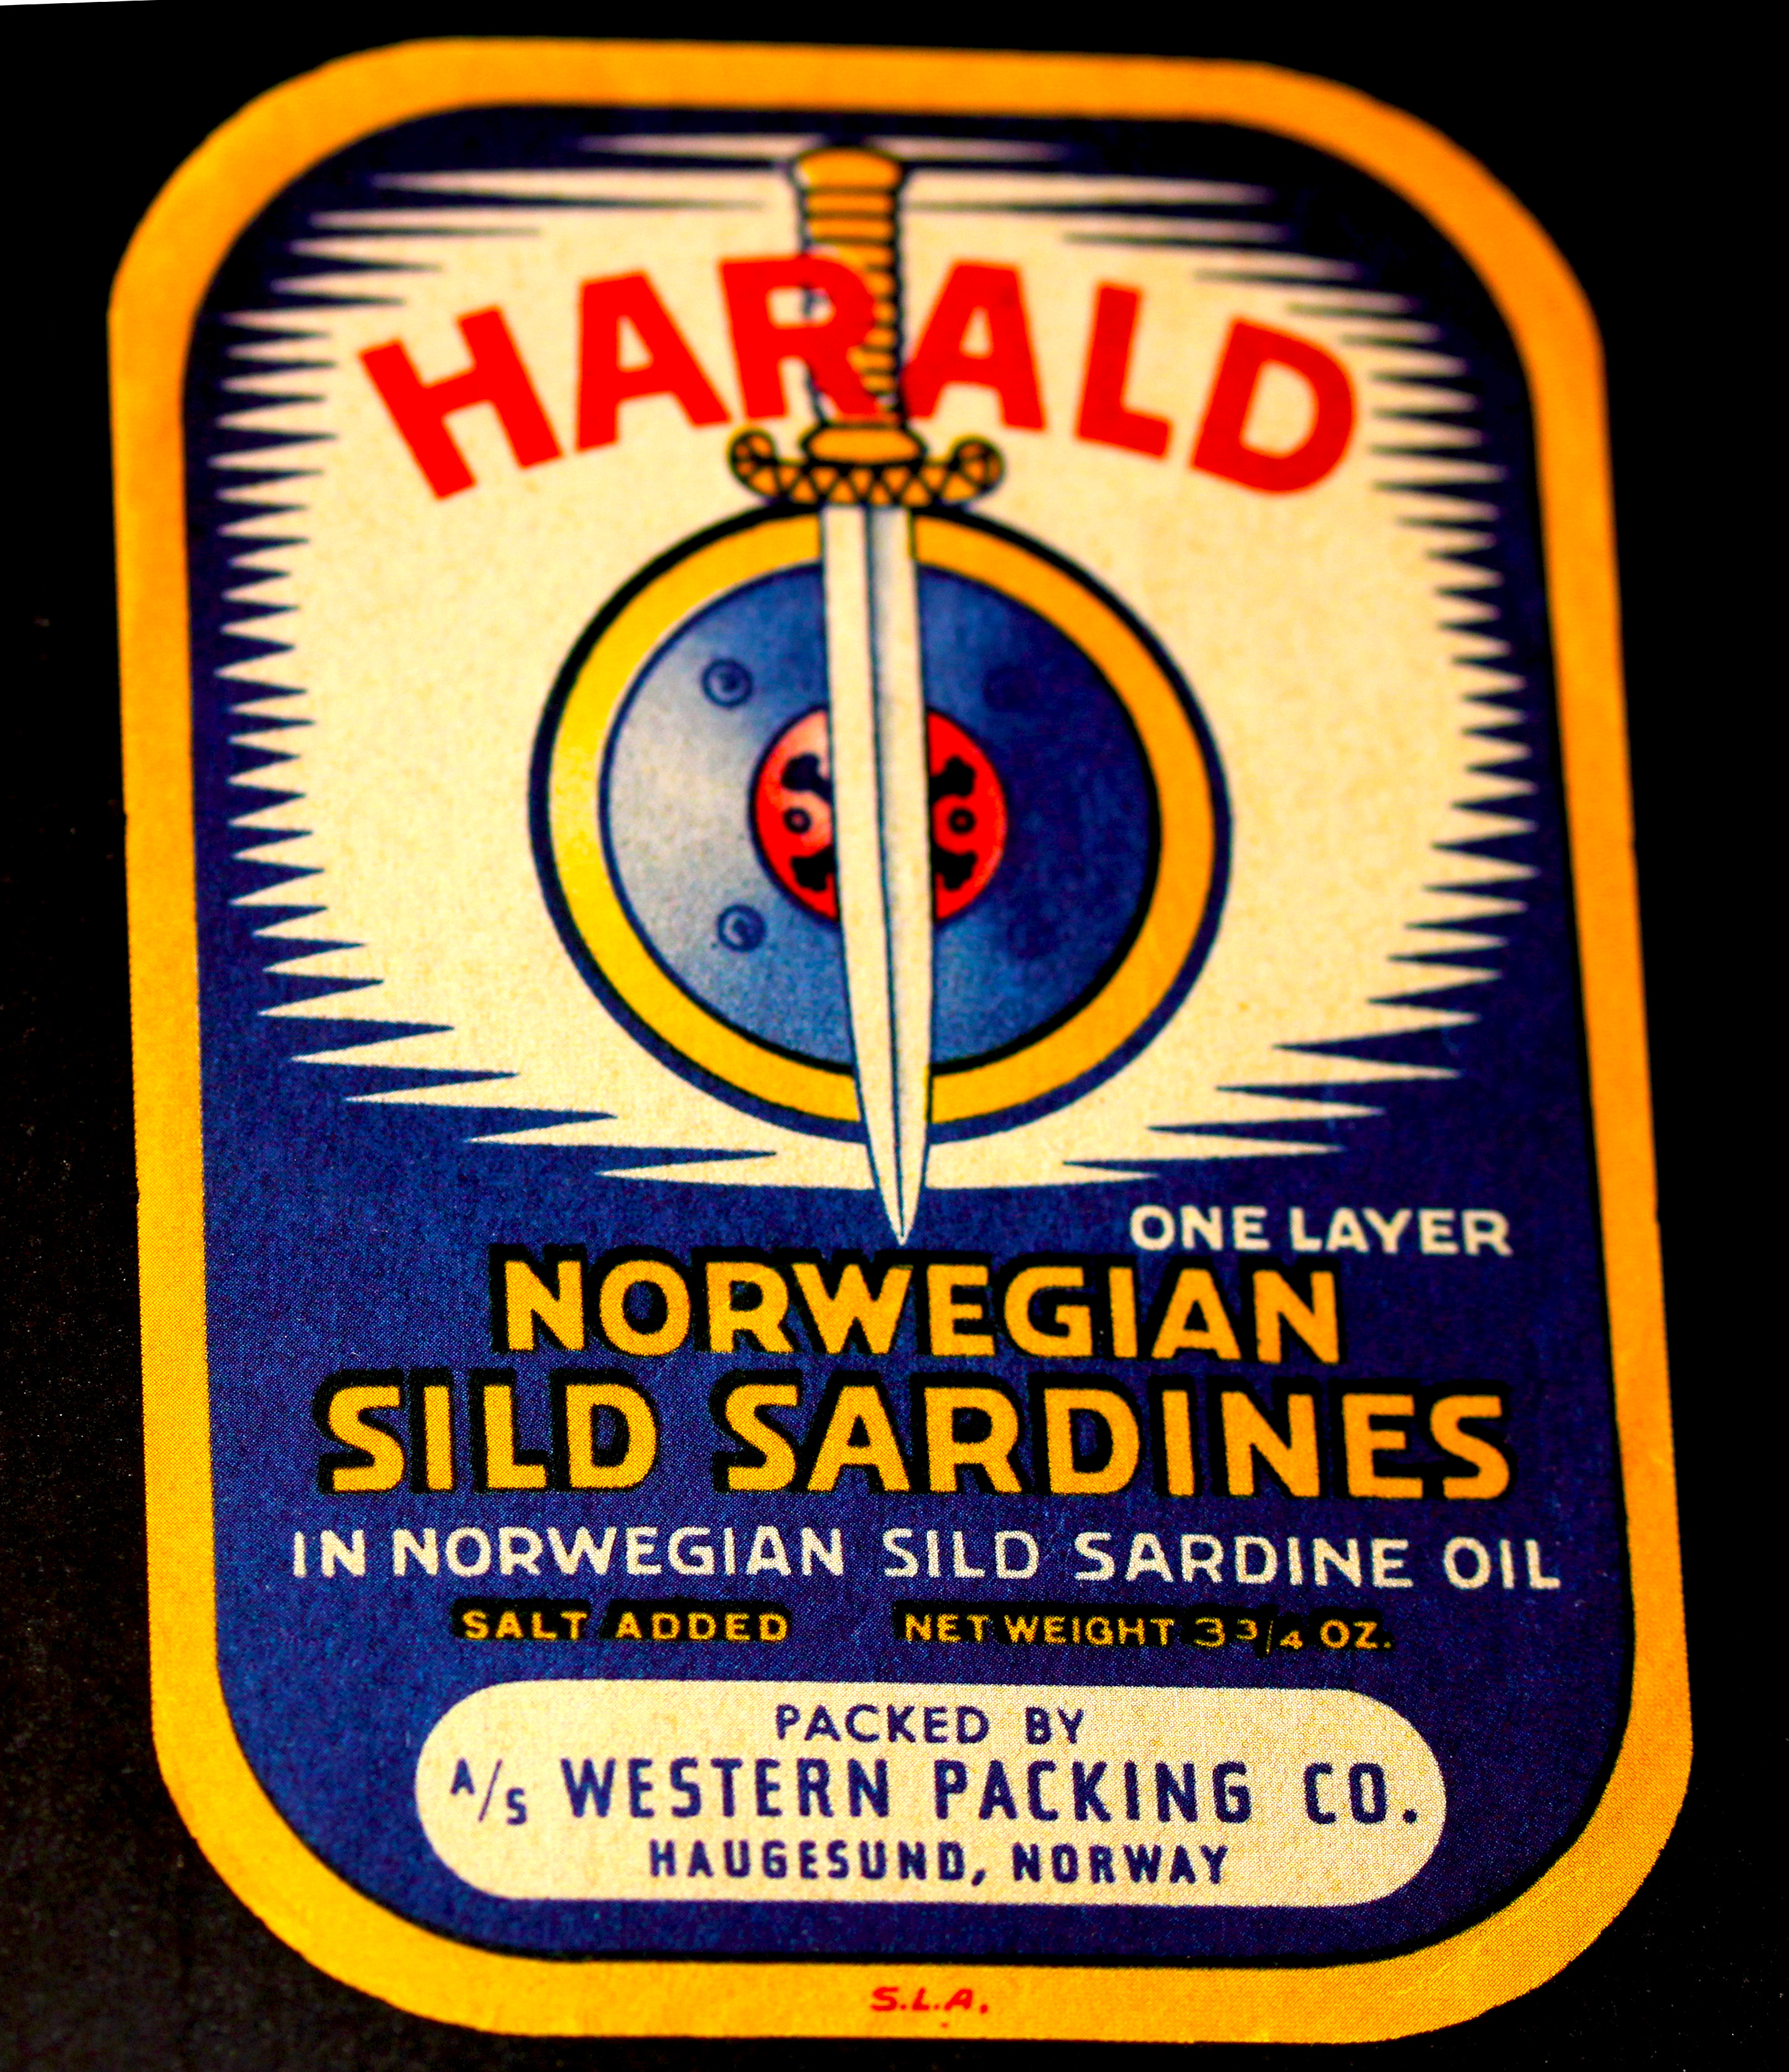 HARALD
ONE LAYER
NORWEGIAN
SILD SARDINES
IN NORWEGIAN SILD SARDINE OIL
SALT ADDED NET WEIGHT 3 3/4 OZ.
PACKED BY
A/S WESTERN PACKING CO.
HAUGESUND, NORWAY
S.L.A.